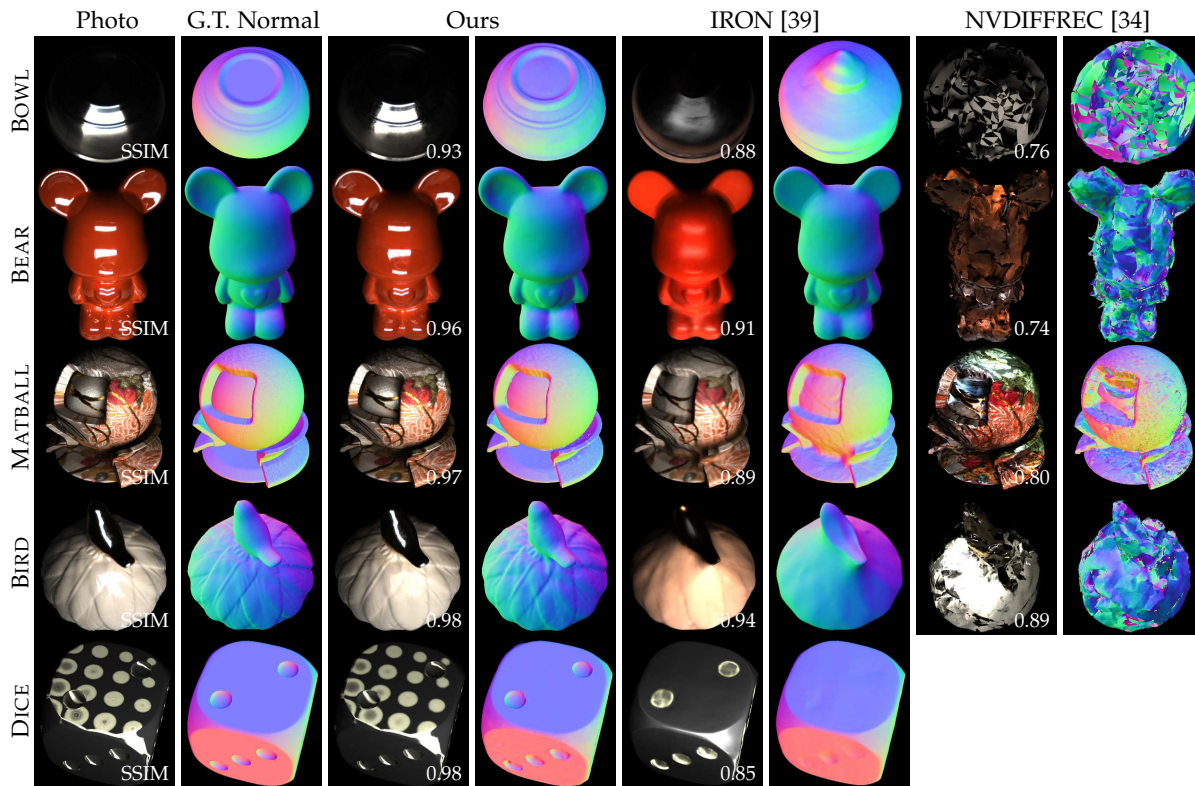 Photo G.T. Normal Ours IRON [39] NVDIFFREC [34]
BOWL
SSIM 0.93 0.88 0.76
BEAR
SSIM 0.96 0.91 0.74
MATBALL
SSIM 0.97 0.89 0.80
BIRD
SSIM 0.98 0.94 0.89
DICE
SSIM 0.98 0.85